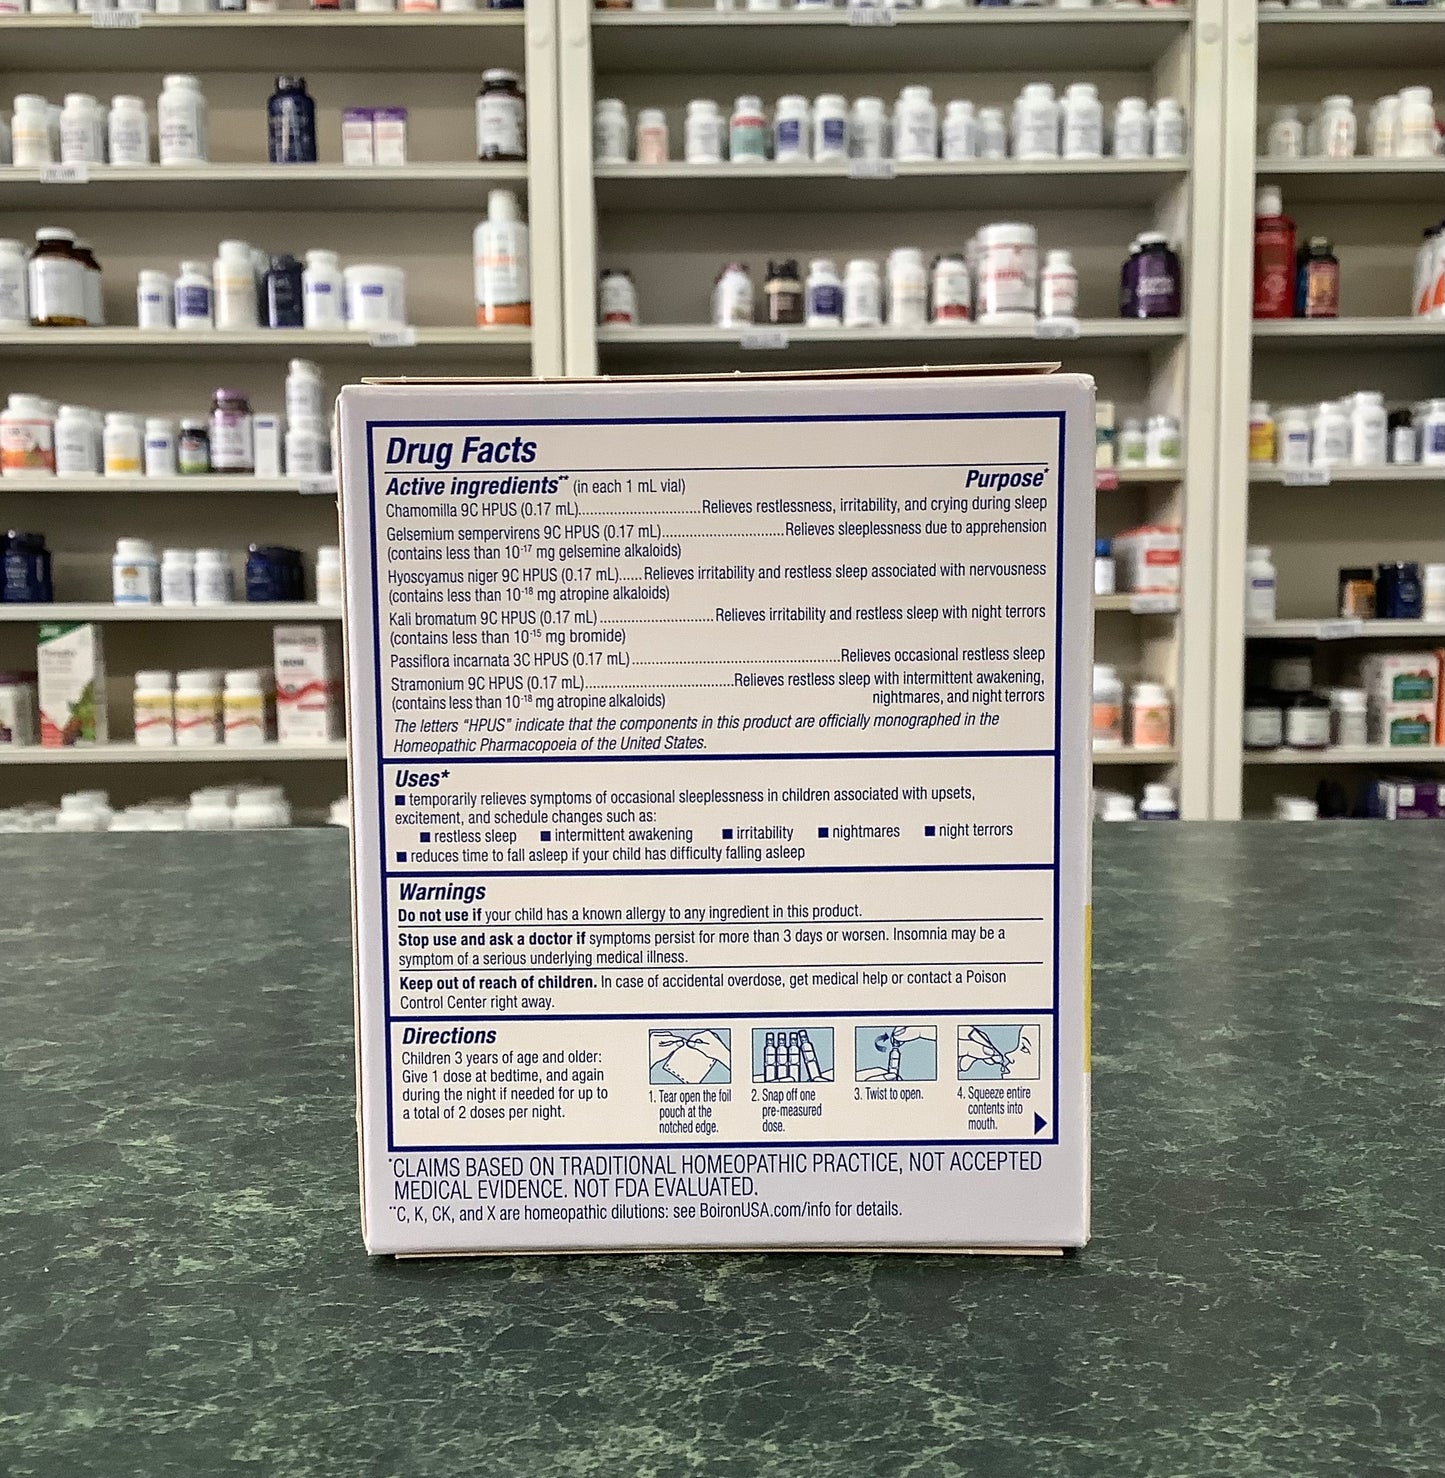 Drug Facts
Active ingredients** (in each 1 mL vial) Purpose*
Chamomilla 9C HPUS (0.17 mL)..............................Relieves restlessness, irritability, and crying during sleep
Gelsemium sempervirens 9C HPUS (0.17 mL)..............................Relieves sleeplessness due to apprehension
(contains less than 10⁻¹⁷ mg gelsemine alkaloids)
Hyoscyamus niger 9C HPUS (0.17 mL)......Relieves irritability and restless sleep associated with nervousness
(contains less than 10⁻¹⁸ mg atropine alkaloids)
Kali bromatum 9C HPUS (0.17 mL)............................Relieves irritability and restless sleep with night terrors
(contains less than 10⁻¹⁵ mg bromide)
Passiflora incarnata 3C HPUS (0.17 mL)....................................................Relieves occasional restless sleep
Stramonium 9C HPUS (0.17 mL).....................................Relieves restless sleep with intermittent awakening,
(contains less than 10⁻¹⁸ mg atropine alkaloids) nightmares, and night terrors
The letters "HPUS" indicate that the components in this product are officially monographed in the
Homeopathic Pharmacopoeia of the United States.
Uses*
■ temporarily relieves symptoms of occasional sleeplessness in children associated with upsets,
excitement, and schedule changes such as:
■ restless sleep ■ intermittent awakening ■ irritability ■ nightmares ■ night terrors
■ reduces time to fall asleep if your child has difficulty falling asleep
Warnings
Do not use if your child has a known allergy to any ingredient in this product.
Stop use and ask a doctor if symptoms persist for more than 3 days or worsen. Insomnia may be a
symptom of a serious underlying medical illness.
Keep out of reach of children. In case of accidental overdose, get medical help or contact a Poison
Control Center right away.
Directions
Children 3 years of age and older:
Give 1 dose at bedtime, and again
during the night if needed for up to
a total of 2 doses per night.
1. Tear open the foil
pouch at the
notched edge.
2. Snap off one
pre-measured
dose.
3. Twist to open.
4. Squeeze entire
contents into
mouth.
*CLAIMS BASED ON TRADITIONAL HOMEOPATHIC PRACTICE, NOT ACCEPTED
MEDICAL EVIDENCE. NOT FDA EVALUATED.
**C, K, CK, and X are homeopathic dilutions: see BoironUSA.com/info for details.